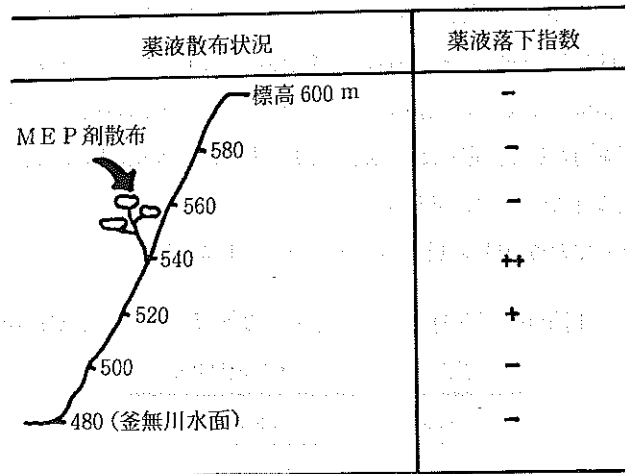 薬液散布状況 薬液落下指数
標高 600 m -
MEP剤散布
580 -
560 -
540 ++
520 +
500 -
480 (釜無川水面) -